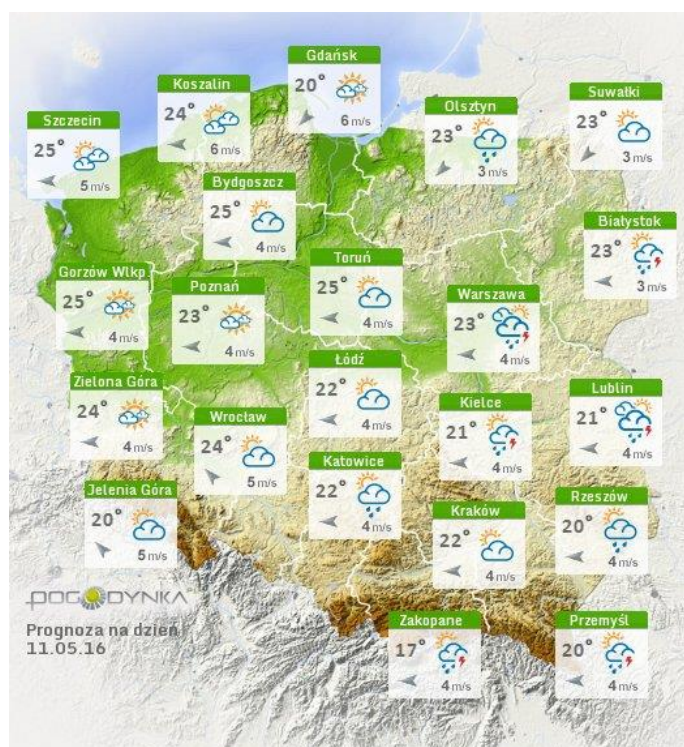 Gdańsk
20°
6 m/s
Koszalin
24°
6 m/s
Szczecin
25°
5 m/s
Olsztyn
23°
3 m/s
Suwałki
23°
3 m/s
Bydgoszcz
25°
4 m/s
Białystok
23°
3 m/s
Gorzów Wlkp.
25°
4 m/s
Poznań
23°
4 m/s
Toruń
25°
4 m/s
Warszawa
23°
4 m/s
Łódź
22°
4 m/s
Zielona Góra
24°
4 m/s
Wrocław
24°
5 m/s
Kielce
21°
4 m/s
Lublin
21°
4 m/s
Katowice
22°
4 m/s
Jelenia Góra
20°
5 m/s
Kraków
22°
4 m/s
Rzeszów
20°
4 m/s
POGODYNKA
Prognoza na dzień
11.05.16
Zakopane
17°
4 m/s
Przemyśl
20°
4 m/s